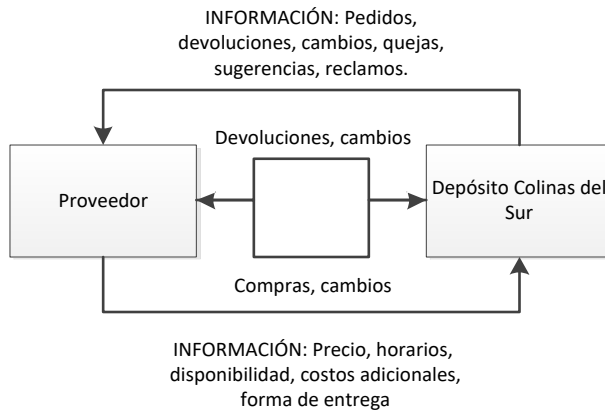 INFORMACIÓN: Pedidos,
devoluciones, cambios, quejas,
sugerencias, reclamos.
Devoluciones, cambios
Proveedor
Depósito Colinas del
Sur
Compras, cambios
INFORMACIÓN: Precio, horarios,
disponibilidad, costos adicionales,
forma de entrega